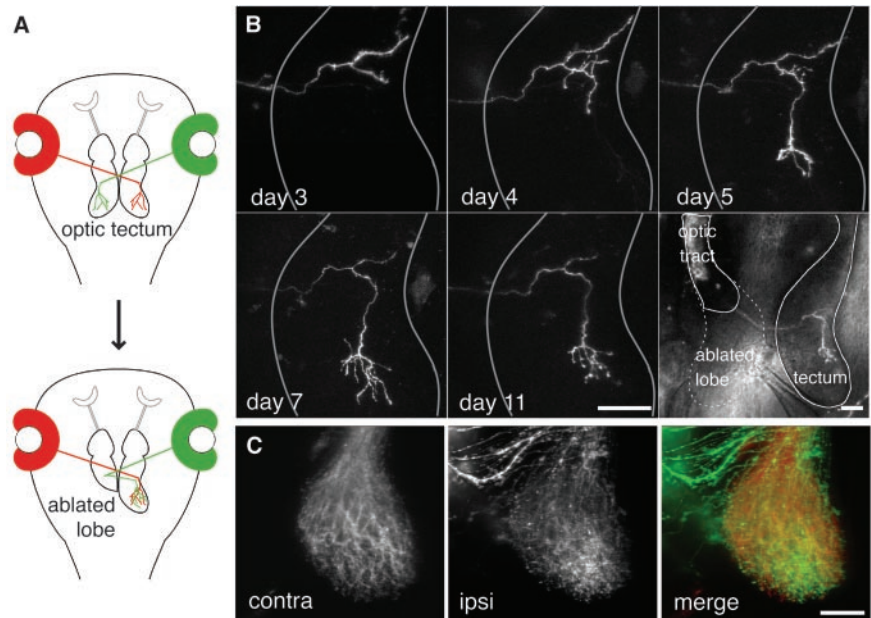 A
optic tectum
ablated
lobe
B
day 3
day 4
day 5
day 7
day 11
optic
tract
ablated
lobe
tectum
C
contra
ipsi
merge